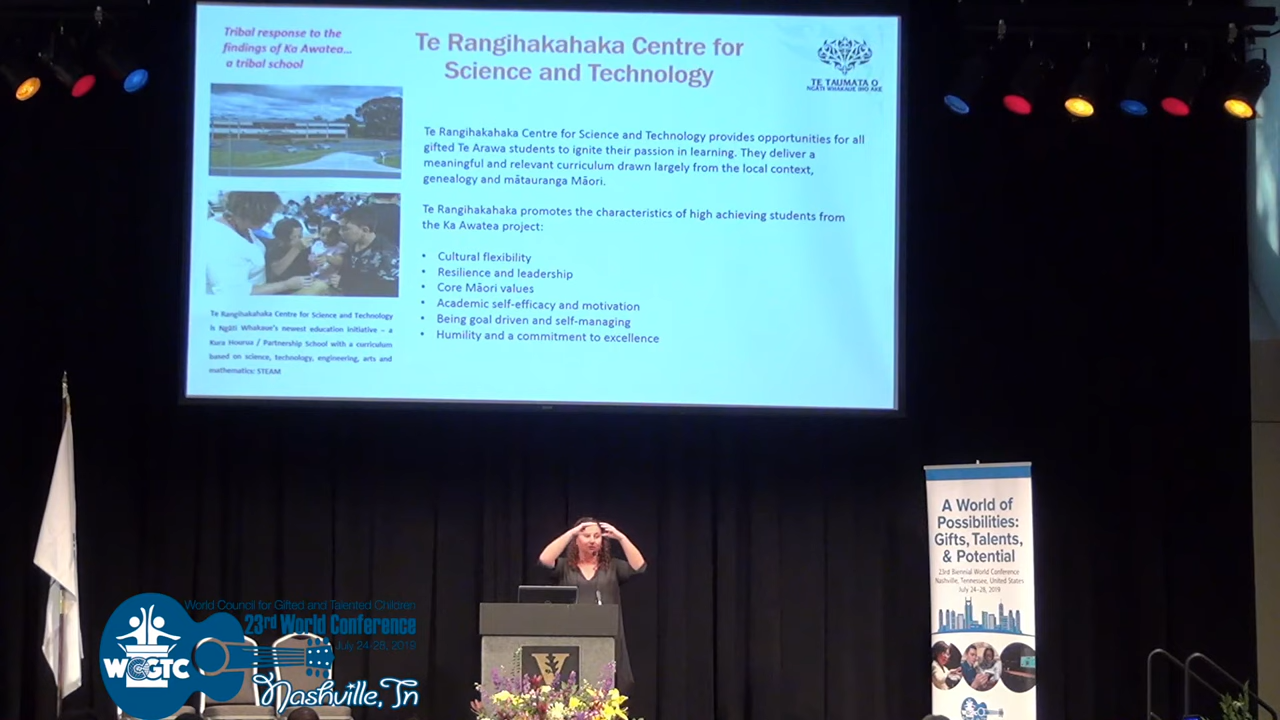 Tribal response to the
findings of Ka Awatea...
a tribal school
Te Rangihakahaka Centre for
Science and Technology
TE TAUMATA O
NGĀTI WHAKAUE IHO AKE
Te Rangihakahaka Centre for Science and Technology provides opportunities for all
gifted Te Arawa students to ignite their passion in learning. They deliver a
meaningful and relevant curriculum drawn largely from the local context,
genealogy and mātauranga Māori.
Te Rangihakahaka promotes the characteristics of high achieving students from
the Ka Awatea project:
• Cultural flexibility
• Resilience and leadership
• Core Māori values
• Academic self-efficacy and motivation
• Being goal driven and self-managing
• Humility and a commitment to excellence
Te Rangihakahaka Centre for Science and Technology
is Ngāti Whakaue's newest education initiative – a
Kura Hourua / Partnership School with a curriculum
based on science, technology, engineering, arts and
mathematics: STEAM
A World of
Possibilities:
Gifts, Talents,
& Potential
23rd Biennial World Conference
Nashville, Tennessee, United States
July 24-28, 2019
World Council for Gifted and Talented Children
23rd World Conference
July 24-28, 2019
WCGTC
Nashville, Tn
V